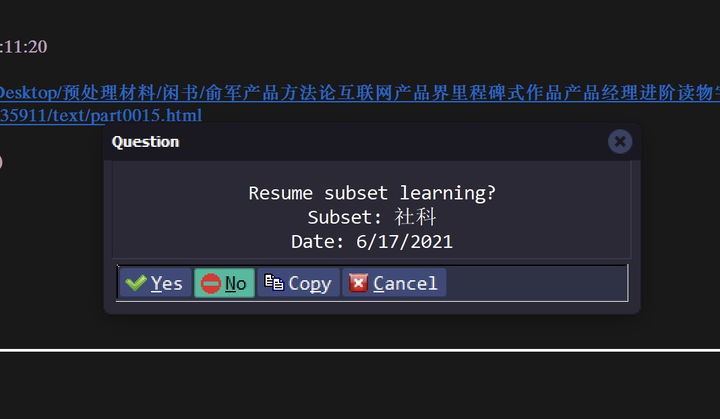 :11:20
Desktop/预处理材料/闲书/俞军产品方法论互联网产品界里程碑式作品产品经理进阶读物
35911/text/part0015.html
)
Question
Resume subset learning?
Subset: 社科
Date: 6/17/2021
Yes No Copy Cancel